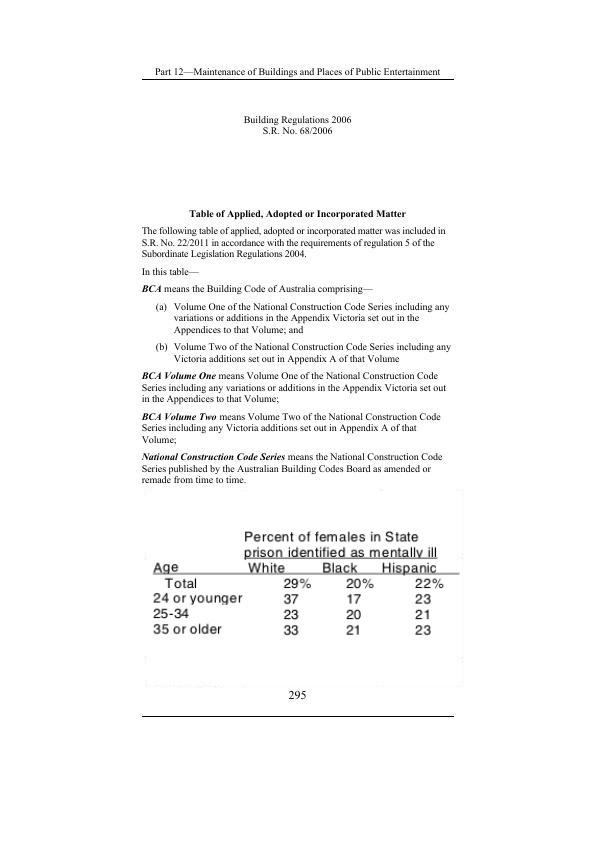 Part 12—Maintenance of Buildings and Places of Public Entertainment
Building Regulations 2006
S.R. No. 68/2006
Table of Applied, Adopted or Incorporated Matter
The following table of applied, adopted or incorporated matter was included in
S.R. No. 22/2011 in accordance with the requirements of regulation 5 of the
Subordinate Legislation Regulations 2004.
In this table—
BCA means the Building Code of Australia comprising—
(a) Volume One of the National Construction Code Series including any
variations or additions in the Appendix Victoria set out in the
Appendices to that Volume; and
(b) Volume Two of the National Construction Code Series including any
Victoria additions set out in Appendix A of that Volume
BCA Volume One means Volume One of the National Construction Code
Series including any variations or additions in the Appendix Victoria set out
in the Appendices to that Volume;
BCA Volume Two means Volume Two of the National Construction Code
Series including any Victoria additions set out in Appendix A of that
Volume;
National Construction Code Series means the National Construction Code
Series published by the Australian Building Codes Board as amended or
remade from time to time.
Percent of females in State
prison identified as mentally ill
Age White Black Hispanic
Total 29% 20% 22%
24 or younger 37 17 23
25-34 23 20 21
35 or older 33 21 23
295